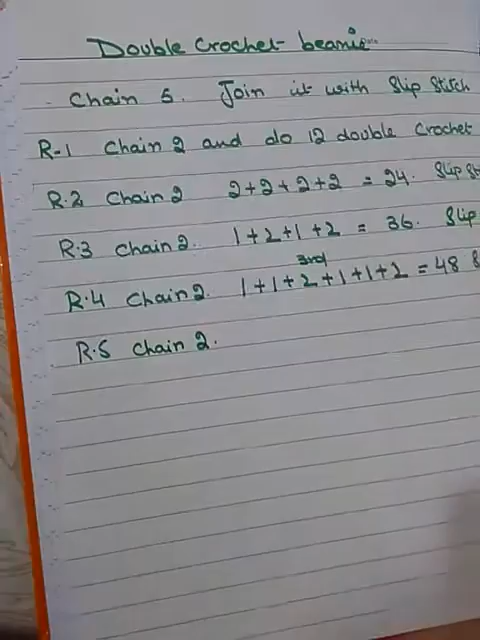 Double Crochet beanie
Chain 5. Join it with Slip Stitch
R-1 Chain 2 and do 12 double Crochet
R.2 Chain 2 2+2+2+2 = 24. Slip St
R.3 Chain 2. 1+2+1+2 = 36. Slip
3rd
R.4 Chain 2. 1+1+2+1+1+2 = 48 S
R.5 Chain 2.